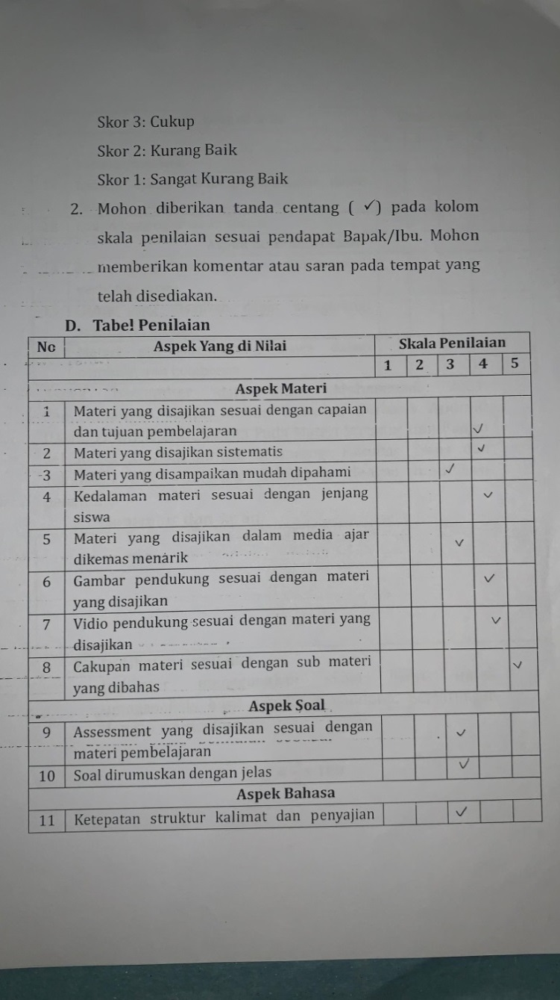 Skor 3: Cukup
Skor 2: Kurang Baik
Skor 1: Sangat Kurang Baik
2. Mohon diberikan tanda centang ( ✓) pada kolom
skala penilaian sesuai pendapat Bapak/Ibu. Mohon
memberikan komentar atau saran pada tempat yang
telah disediakan.
D. Tabel Penilaian
No Aspek Yang di Nilai Skala Penilaian
1 2 3 4 5
Aspek Materi
1 Materi yang disajikan sesuai dengan capaian
dan tujuan pembelajaran ✓
2 Materi yang disajikan sistematis ✓
3 Materi yang disampaikan mudah dipahami ✓
4 Kedalaman materi sesuai dengan jenjang ✓
siswa
5 Materi yang disajikan dalam media ajar ✓
dikemas menarik
6 Gambar pendukung sesuai dengan materi ✓
yang disajikan
7 Vidio pendukung sesuai dengan materi yang ✓
disajikan
8 Cakupan materi sesuai dengan sub materi ✓
yang dibahas
Aspek Soal
9 Assessment yang disajikan sesuai dengan ✓
materi pembelajaran
10 Soal dirumuskan dengan jelas ✓
Aspek Bahasa
11 Ketepatan struktur kalimat dan penyajian ✓